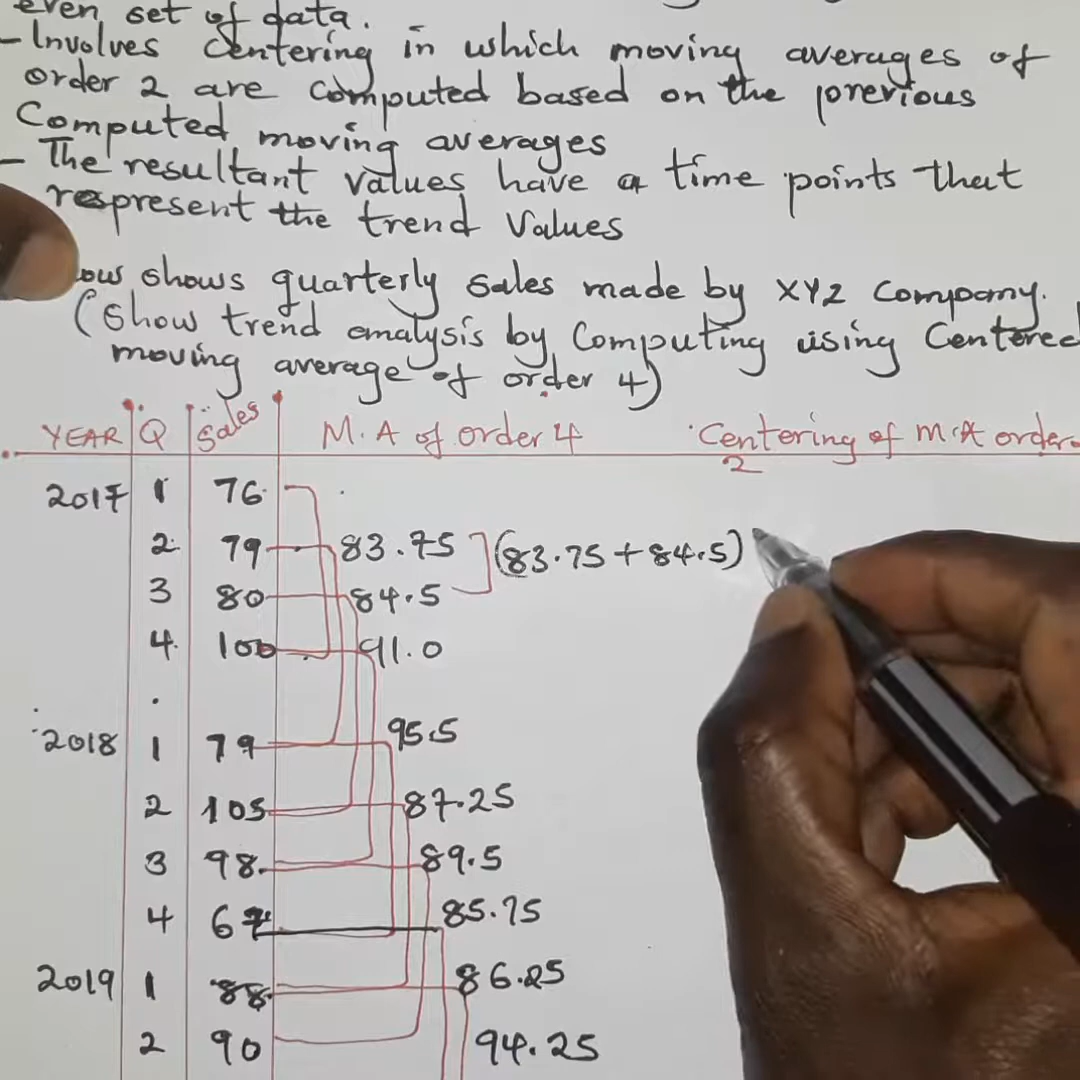 even set of data.
- Involves centering in which moving averages of
order 2 are computed based on the previous
Computed moving averages
- The resultant values have a time points that
respresent the trend values
shows quarterly sales made by XYZ Company.
(Show trend analysis by Computing using Centered
moving average of order 4)
YEAR Q Sales M.A of order 4 Centering of M.A order
2
2017 1 76
2 79 83.75 (83.75 + 84.5)
3 80 84.5
4 100 91.0
2018 1 79 95.5
2 105 87.25
3 98 89.5
4 67 85.75
2019 1 88 86.25
2 90 94.25